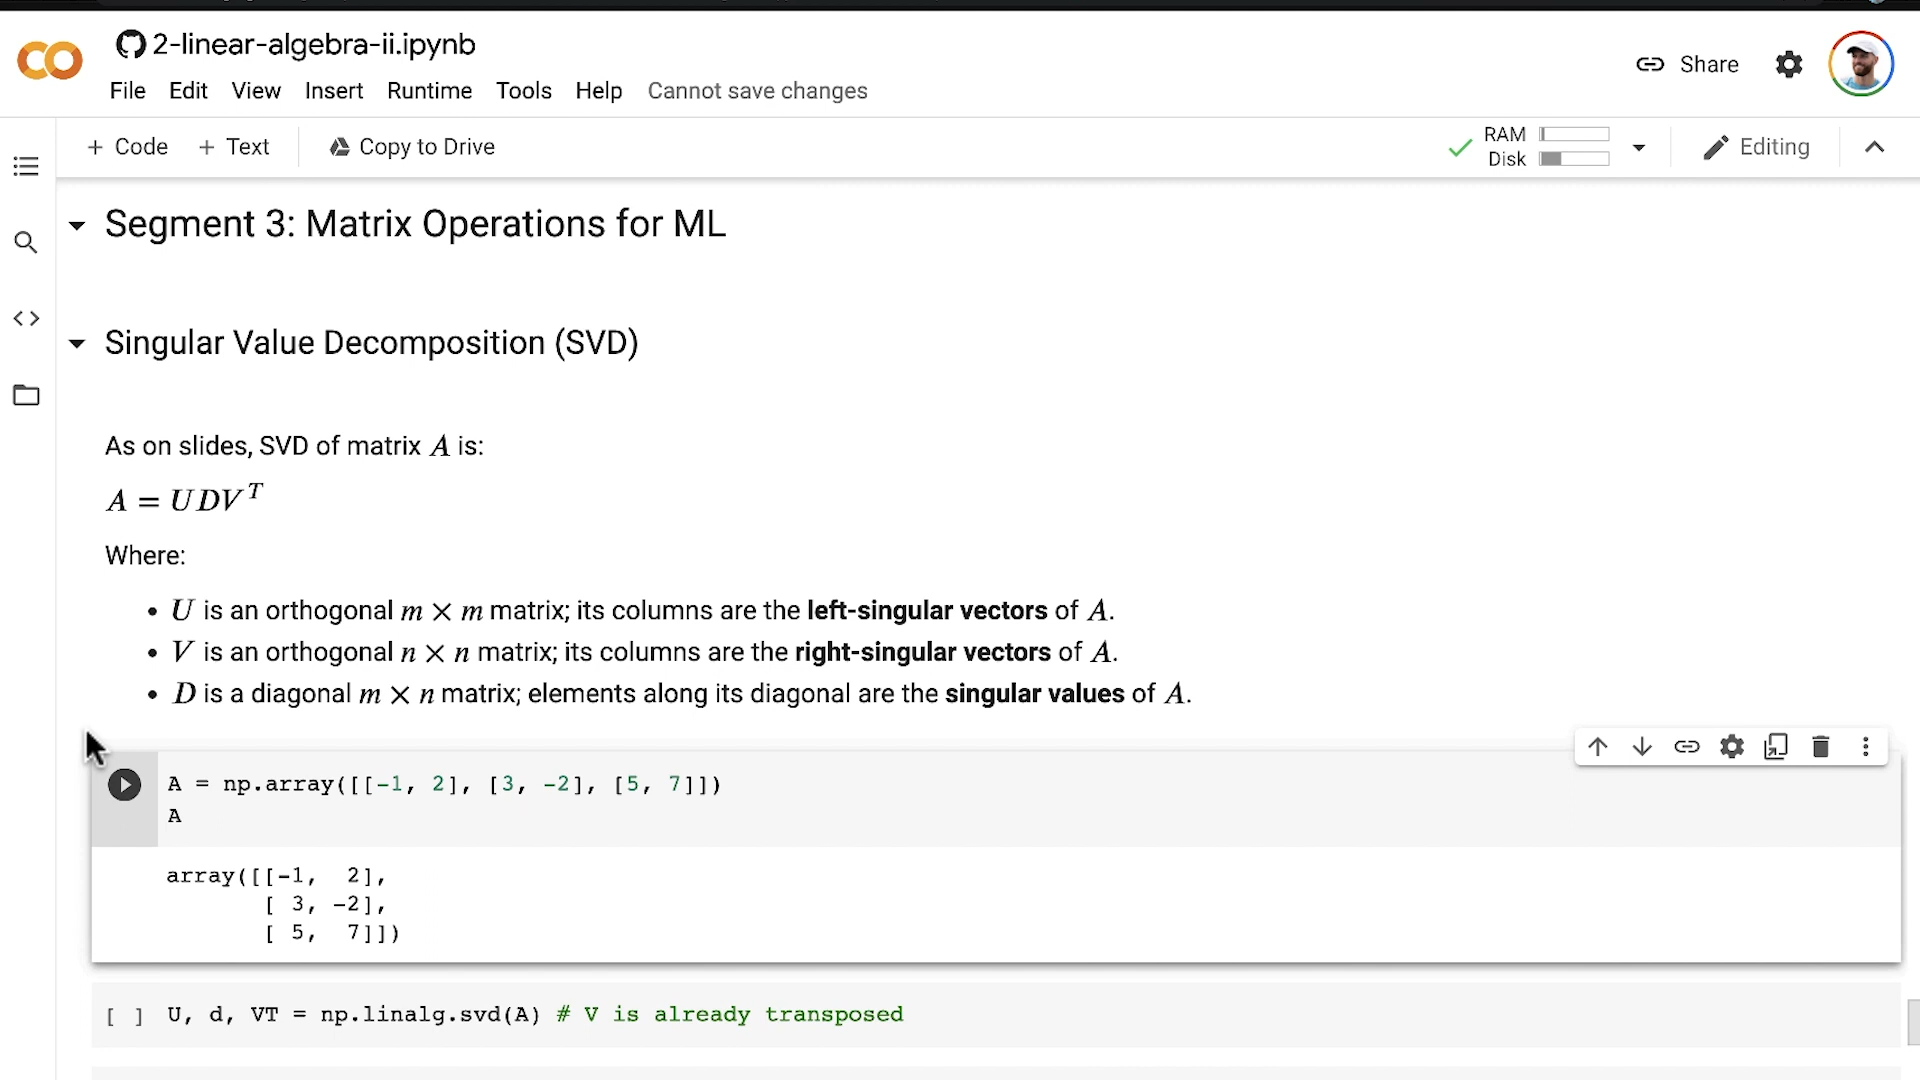 2-linear-algebra-ii.ipynb
File Edit View Insert Runtime Tools Help Cannot save changes
Share
+ Code + Text Copy to Drive
RAM
Disk
Editing
Segment 3: Matrix Operations for ML
Singular Value Decomposition (SVD)
As on slides, SVD of matrix A is:
A = UDV^T
Where:
• U is an orthogonal m × m matrix; its columns are the left-singular vectors of A.
• V is an orthogonal n × n matrix; its columns are the right-singular vectors of A.
• D is a diagonal m × n matrix; elements along its diagonal are the singular values of A.
A = np.array([[-1, 2], [3, -2], [5, 7]])
A
array([[-1,  2],
       [ 3, -2],
       [ 5,  7]])
[ ] U, d, VT = np.linalg.svd(A) # V is already transposed